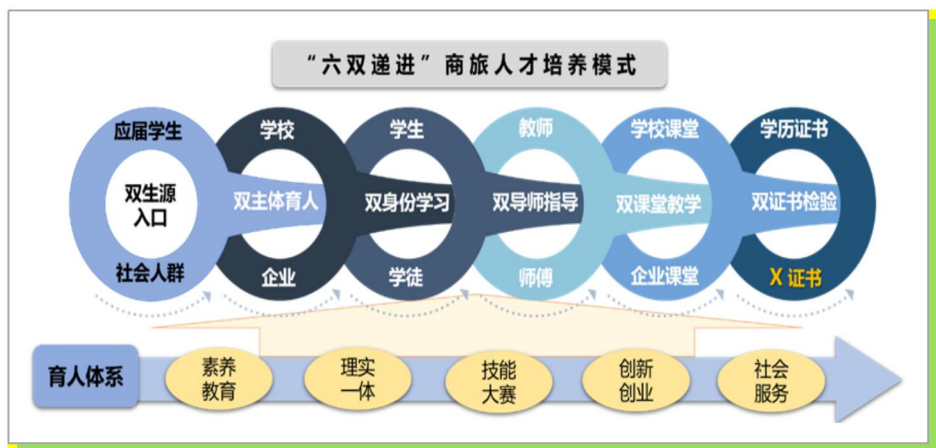 “六双递进”商旅人才培养模式
应届学生
双生源
入口
社会人群
学校
双主体育人
企业
学生
双身份学习
学徒
教师
双导师指导
师傅
学校课堂
双课堂教学
企业课堂
学历证书
双证书检验
X 证书
育人体系
素养
教育
理实
一体
技能
大赛
创新
创业
社会
服务